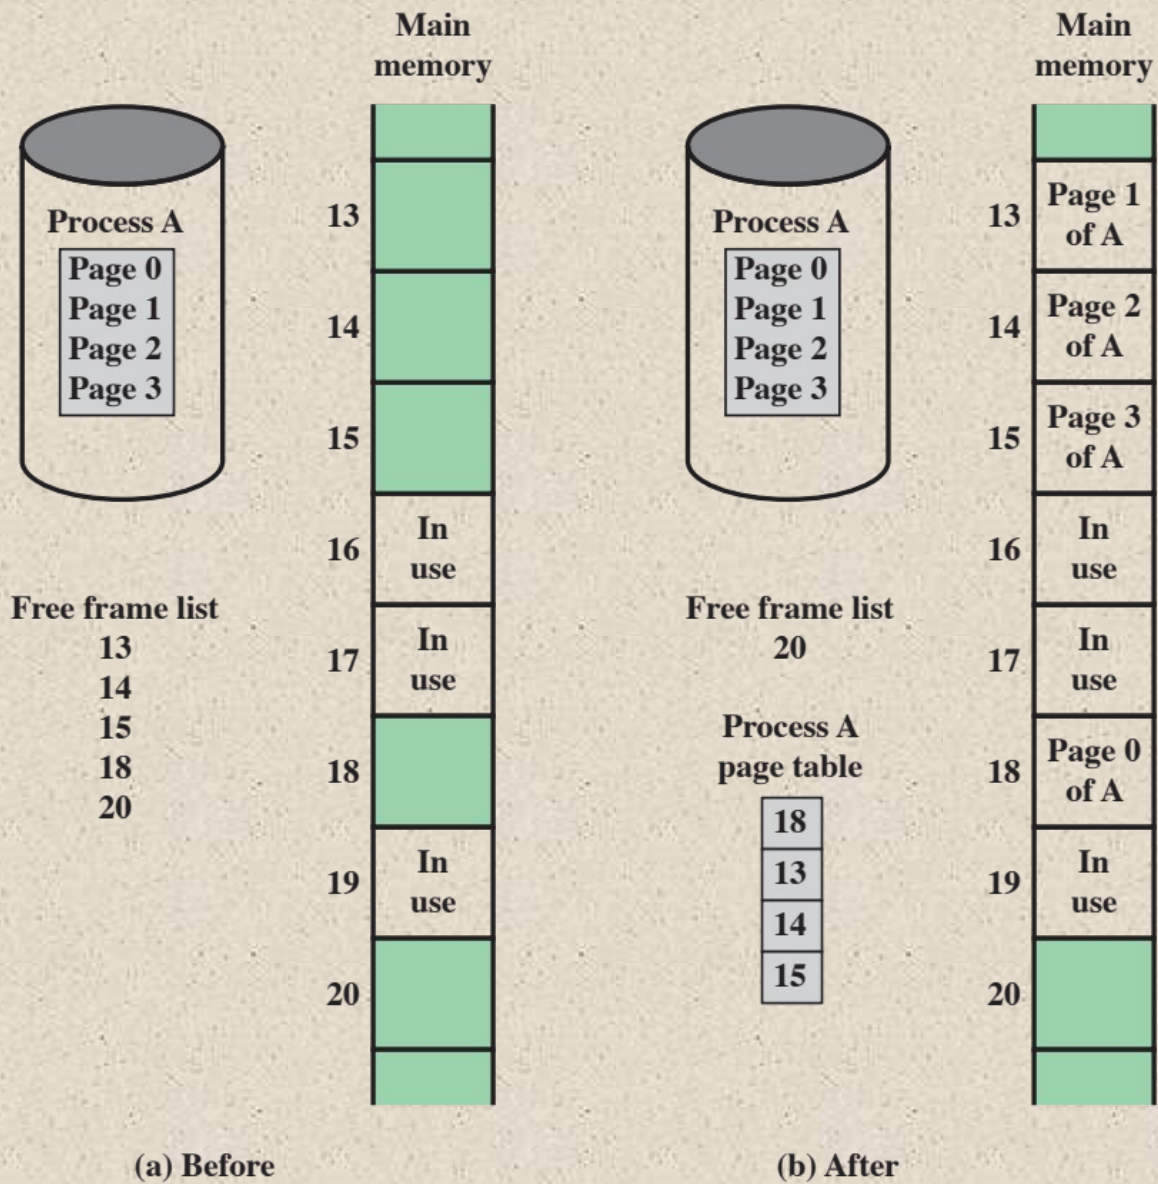 Main
memory
Process A
Page 0
Page 1
Page 2
Page 3
Free frame list
13
14
15
18
20
13
14
15
16
In
use
17
In
use
18
19
In
use
20
(a) Before
Main
memory
Process A
Page 0
Page 1
Page 2
Page 3
Free frame list
20
Process A
page table
18
13
14
15
13
Page 1
of A
14
Page 2
of A
15
Page 3
of A
16
In
use
17
In
use
18
Page 0
of A
19
In
use
20
(b) After